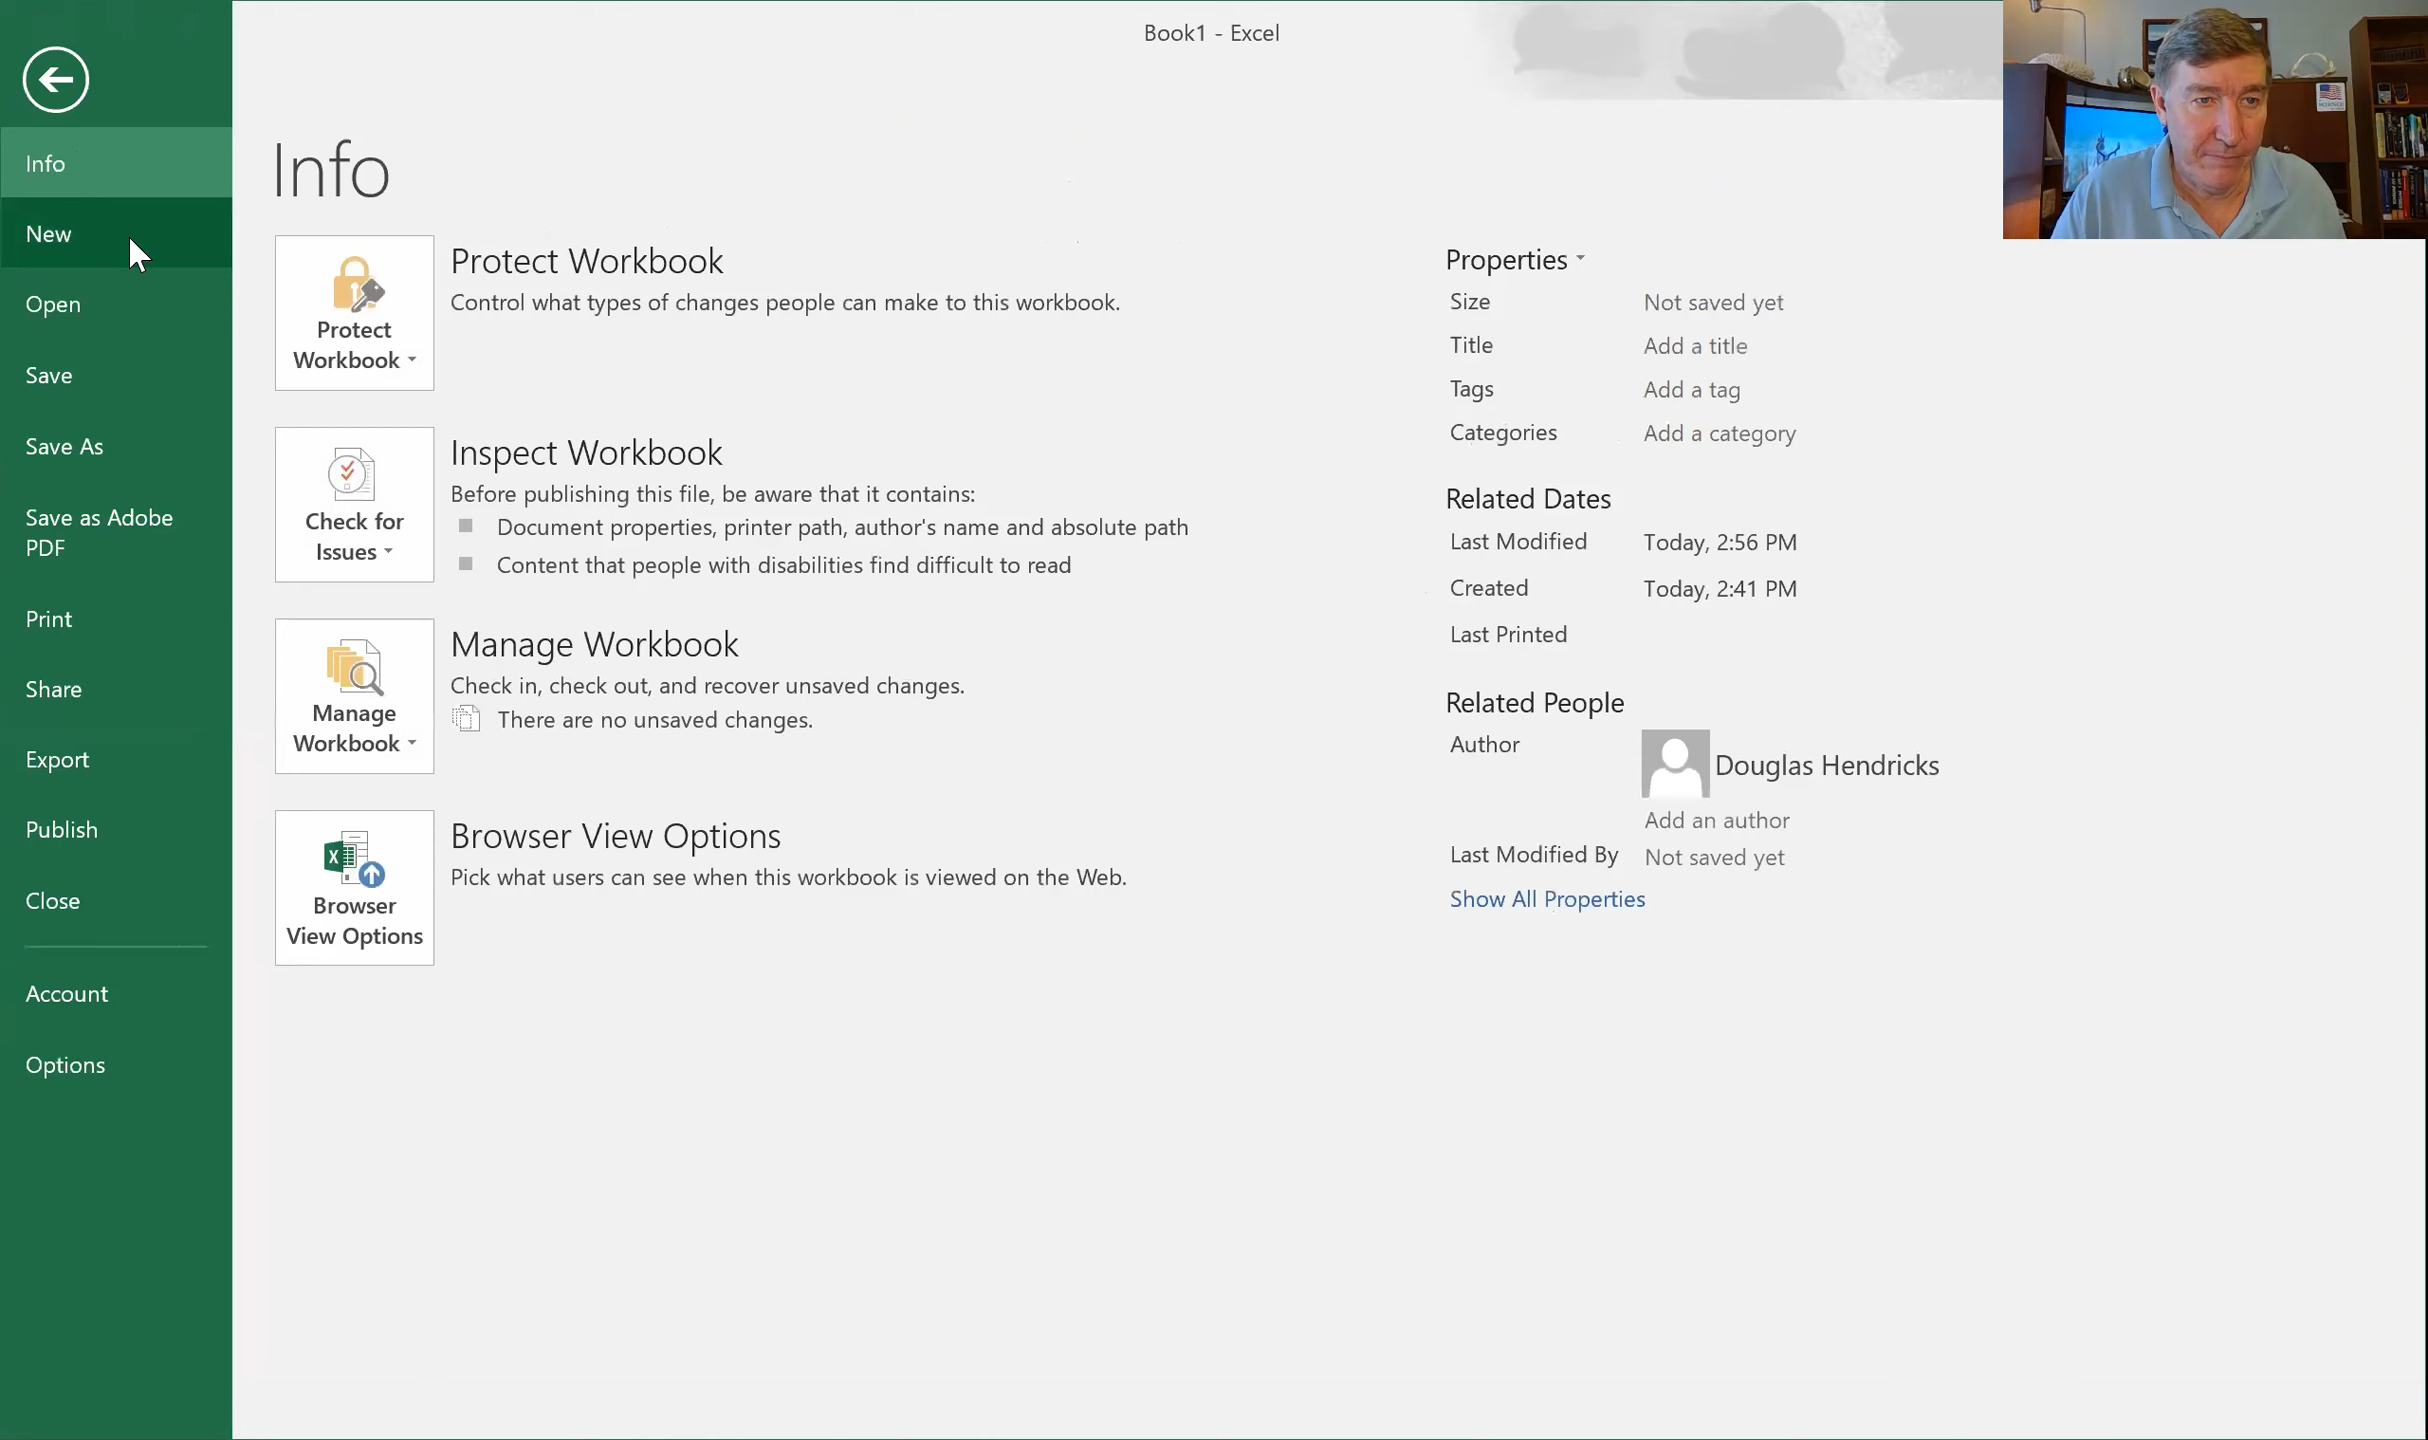 Book1 - Excel
Info
New
Open
Save
Save As
Save as Adobe
PDF
Print
Share
Export
Publish
Close
Account
Options
Info
Protect
Workbook
Protect Workbook
Control what types of changes people can make to this workbook.
Check for
Issues
Inspect Workbook
Before publishing this file, be aware that it contains:
Document properties, printer path, author's name and absolute path
Content that people with disabilities find difficult to read
Manage
Workbook
Manage Workbook
Check in, check out, and recover unsaved changes.
There are no unsaved changes.
Browser
View Options
Browser View Options
Pick what users can see when this workbook is viewed on the Web.
Properties
Size Not saved yet
Title Add a title
Tags Add a tag
Categories Add a category
Related Dates
Last Modified Today, 2:56 PM
Created Today, 2:41 PM
Last Printed
Related People
Author Douglas Hendricks
Add an author
Last Modified By Not saved yet
Show All Properties